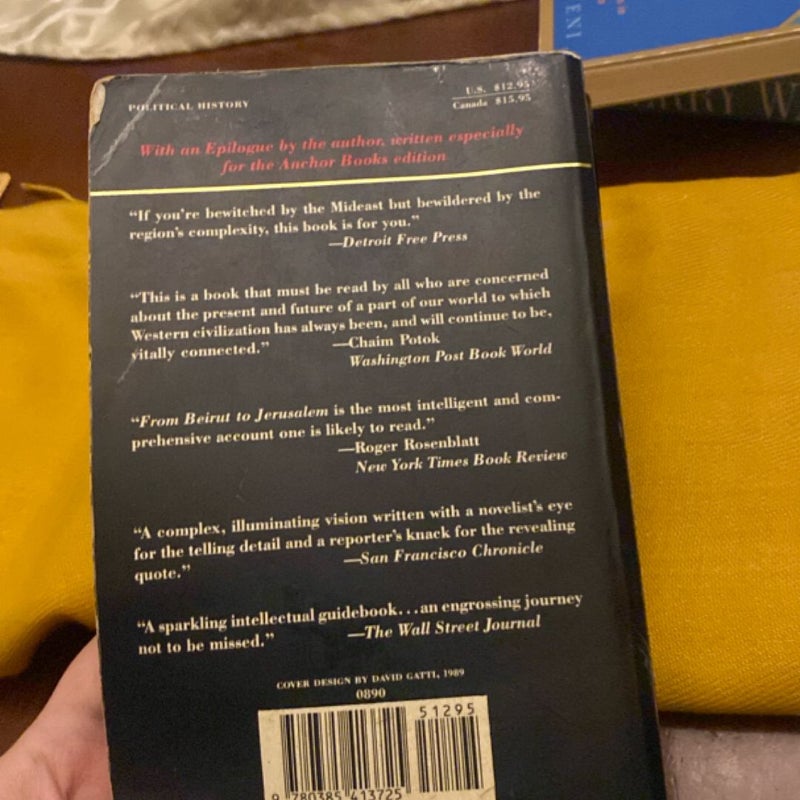 POLITICAL HISTORY
U.S. $12.95
Canada $15.95
With an Epilogue by the author, written especially
for the Anchor Books edition
“If you're bewitched by the Mideast but bewildered by the
region's complexity, this book is for you.”
—Detroit Free Press
“This is a book that must be read by all who are concerned
about the present and future of a part of our world to which
Western civilization has always been, and will continue to be,
vitally connected.” —Chaim Potok
Washington Post Book World
“From Beirut to Jerusalem is the most intelligent and com-
prehensive account one is likely to read.”
—Roger Rosenblatt
New York Times Book Review
“A complex, illuminating vision written with a novelist's eye
for the telling detail and a reporter's knack for the revealing
quote.” —San Francisco Chronicle
“A sparkling intellectual guidebook...an engrossing journey
not to be missed.” —The Wall Street Journal
COVER DESIGN BY DAVID GATTI, 1989
0890
51295
9 780385 413725